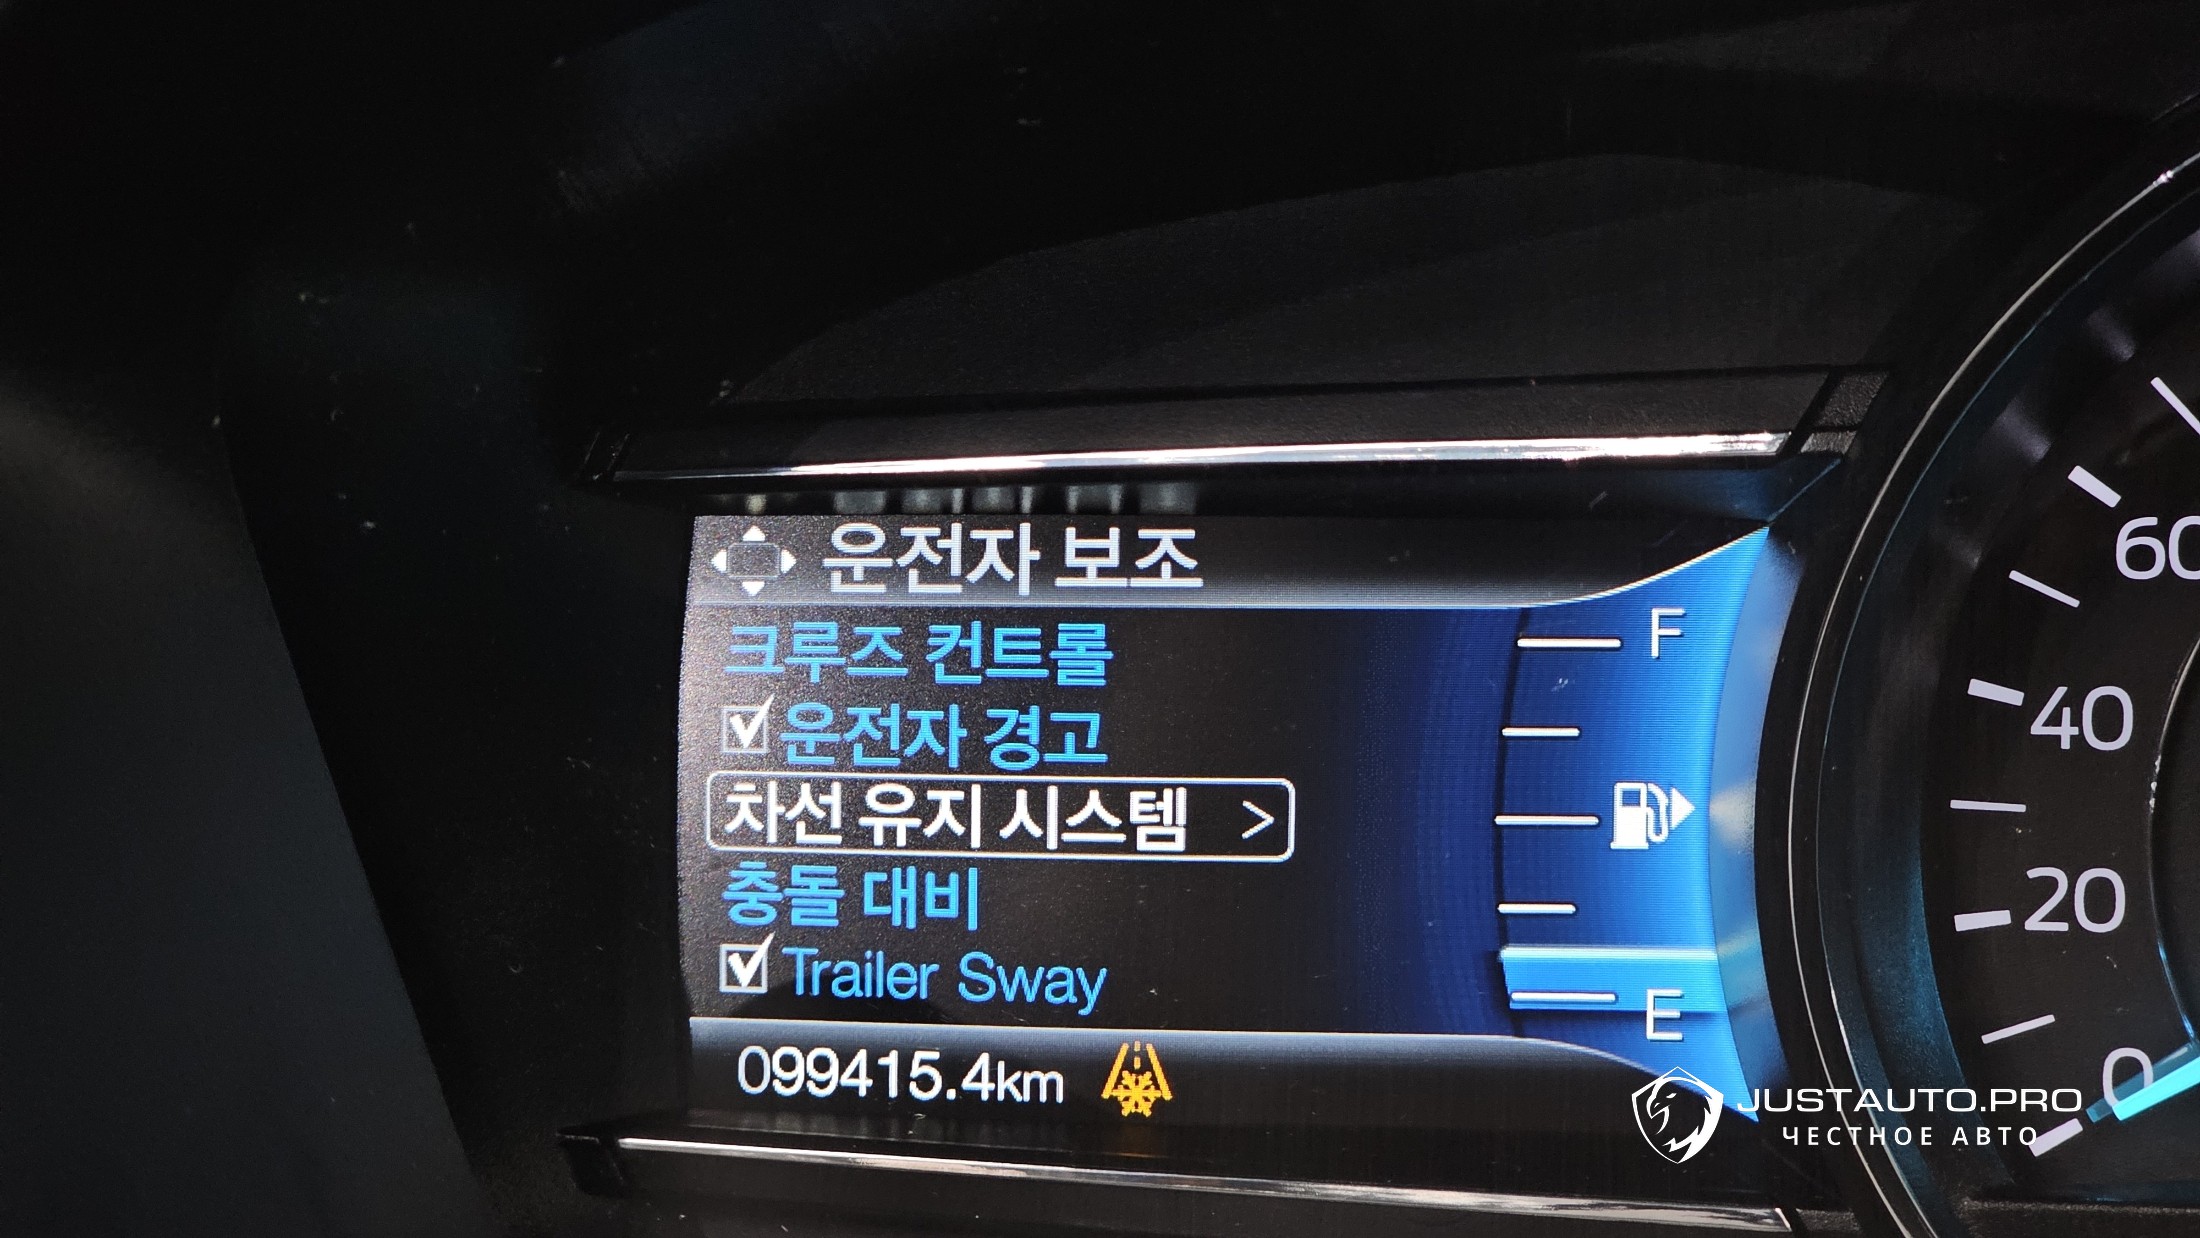 운전자 보조
크루즈 컨트롤
운전자 경고
차선 유지 시스템 >
충돌 대비
Trailer Sway
099415.4km
F
E
60
40
20
0
JUSTAUTO.PRO
ЧЕСТНОЕ АВТО